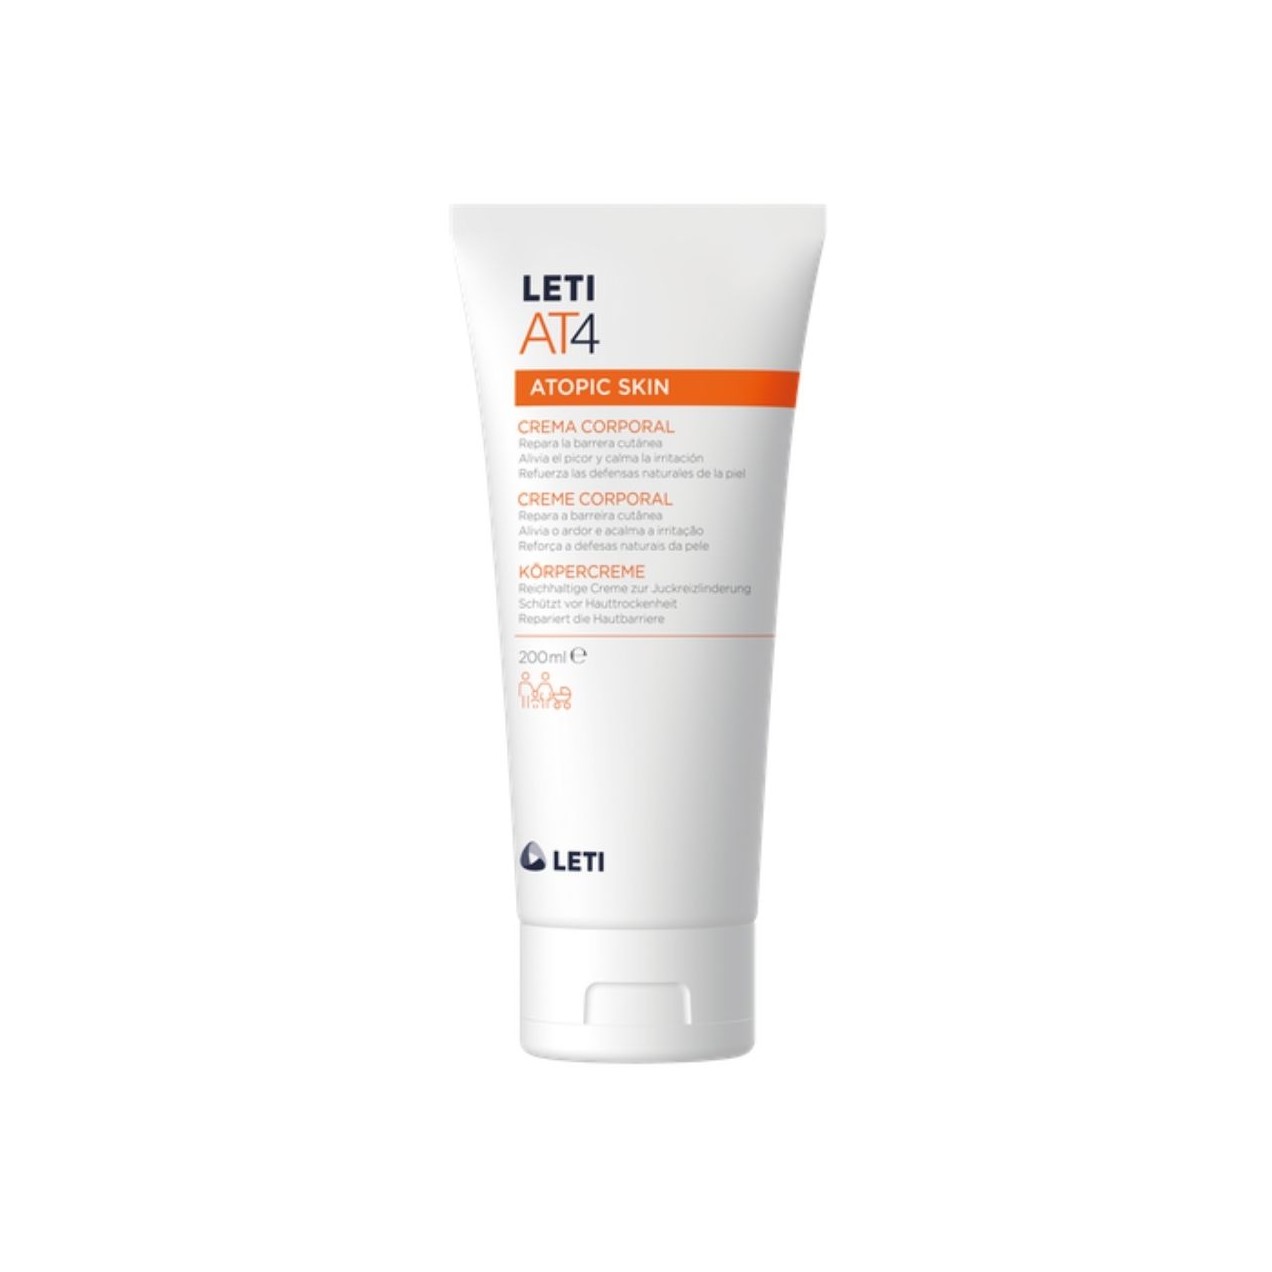 LETI
AT4
ATOPIC SKIN
CREMA CORPORAL
Repara la barrera cutánea
Alivia el picor y calma la irritación
Refuerza las defensas naturales de la piel
CREME CORPORAL
Repara a barreira cutânea
Alivia o ardor e acalma a irritação
Reforça a defesas naturais da pele
KÖRPERCREME
Reichhaltige Creme zur Juckreizlinderung
Schützt vor Hauttrockenheit
Repariert die Hautbarriere
200ml ℮
LETI